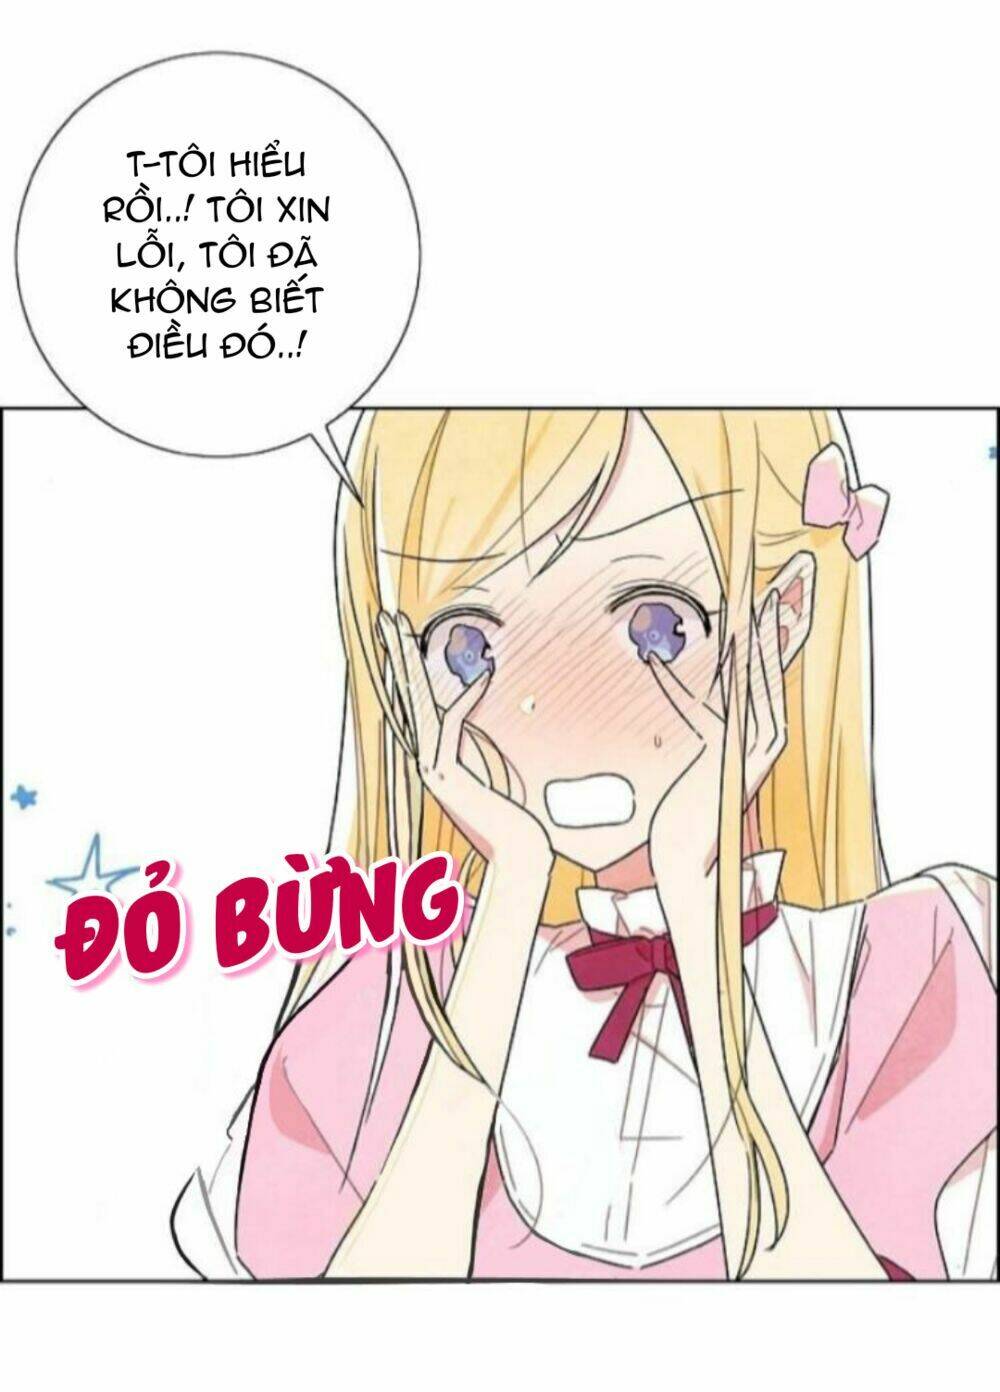 T-TÔI HIỂU
RỒI..! TÔI XIN
LỖI, TÔI ĐÃ
KHÔNG BIẾT
ĐIỀU ĐÓ..!
ĐỎ BỪNG